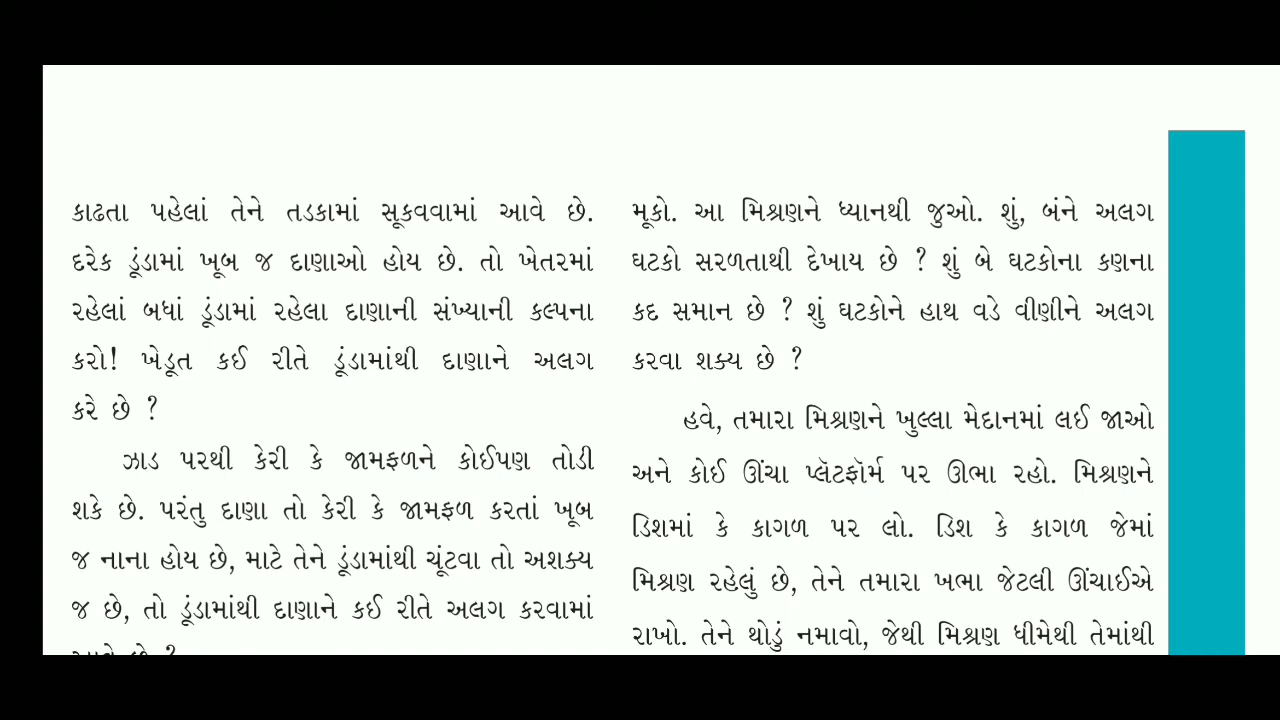 કાઢતા પહેલાં તેને તડકામાં સૂકવવામાં આવે છે.
દરેક ડૂંડામાં ખૂબ જ દાણાઓ હોય છે. તો ખેતરમાં
રહેલાં બધાં ડૂંડામાં રહેલા દાણાની સંખ્યાની કલ્પના
કરો! ખેડૂત કઈ રીતે ડૂંડામાંથી દાણાને અલગ
કરે છે ?
ઝાડ પરથી કેરી કે જામફળને કોઈપણ તોડી
શકે છે. પરંતુ દાણા તો કેરી કે જામફળ કરતાં ખૂબ
જ નાના હોય છે, માટે તેને ડૂંડામાંથી ચૂંટવા તો અશક્ય
જ છે, તો ડૂંડામાંથી દાણાને કઈ રીતે અલગ કરવામાં
છે ?
મૂકો. આ મિશ્રણને ધ્યાનથી જુઓ. શું, બંને અલગ
ઘટકો સરળતાથી દેખાય છે ? શું બે ઘટકોના કણના
કદ સમાન છે ? શું ઘટકોને હાથ વડે વીણીને અલગ
કરવા શક્ય છે ?
હવે, તમારા મિશ્રણને ખુલ્લા મેદાનમાં લઈ જાઓ
અને કોઈ ઊંચા પ્લૅટફૉર્મ પર ઊભા રહો. મિશ્રણને
ડિશમાં કે કાગળ પર લો. ડિશ કે કાગળ જેમાં
મિશ્રણ રહેલું છે, તેને તમારા ખભા જેટલી ઊંચાઈએ
રાખો. તેને થોડું નમાવો, જેથી મિશ્રણ ધીમેથી તેમાંથી